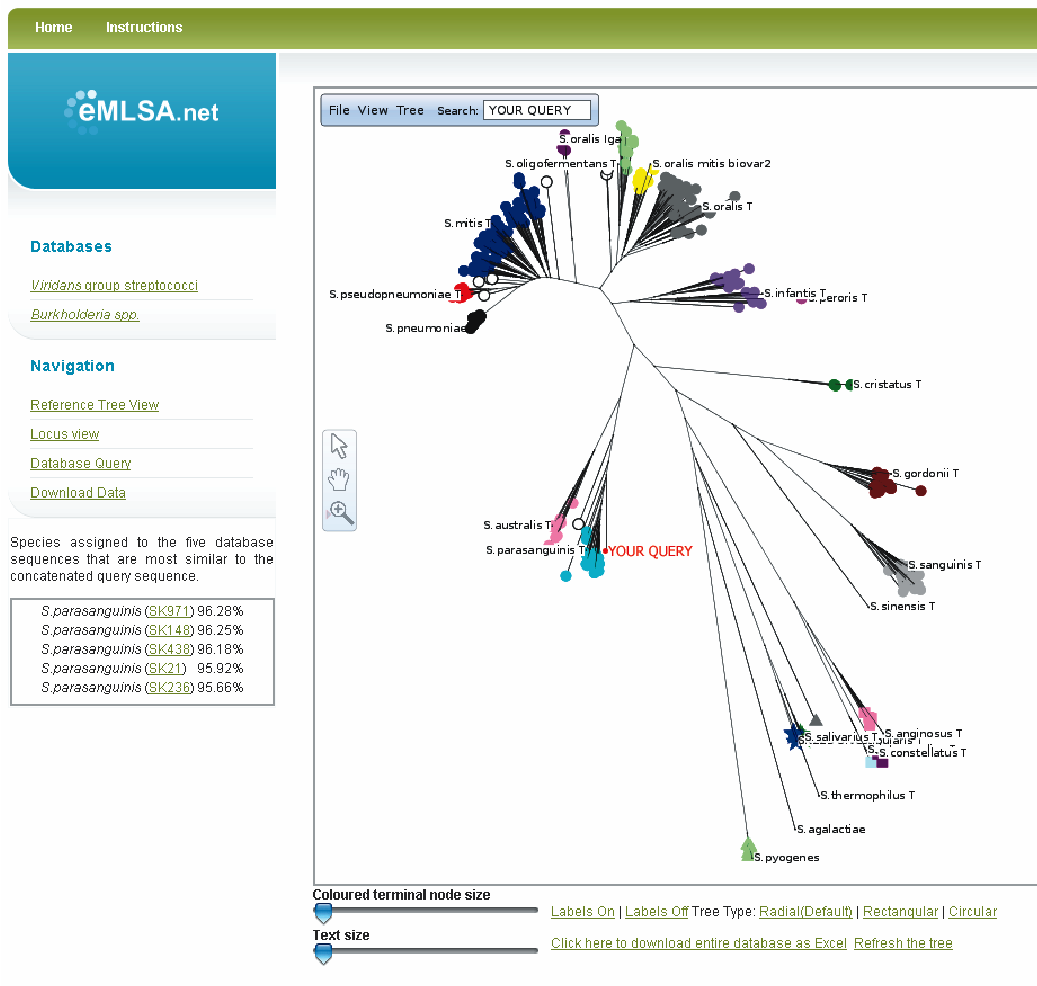 Home Instructions
eMLSA.net
Databases
Viridans group streptococci
Burkholderia spp.
Navigation
Reference Tree View
Locus view
Database Query
Download Data
Species assigned to the five database
sequences that are most similar to the
concatenated query sequence.
S.parasanguinis (SK971) 96.28%
S.parasanguinis (SK148) 96.25%
S.parasanguinis (SK438) 96.18%
S.parasanguinis (SK21) 95.92%
S.parasanguinis (SK236) 95.66%
File View Tree Search: YOUR QUERY
S.oralis Iga
S.oligofermentans T
S.oralis mitis biovar2
S.oralis T
S.mitis T
S.pseudopneumoniae T
S.infantis T
S.peroris T
S.pneumoniae
S.cristatus T
S.gordonii T
S.australis T
S.parasanguinis T
YOUR QUERY
S.sanguinis T
S.sinensis T
S.salivarius T
S.anginosus T
S.constellatus T
S.thermophilus T
S.agalactiae
S.pyogenes
Coloured terminal node size
Labels On | Labels Off Tree Type: Radial(Default) | Rectangular | Circular
Text size
Click here to download entire database as Excel Refresh the tree